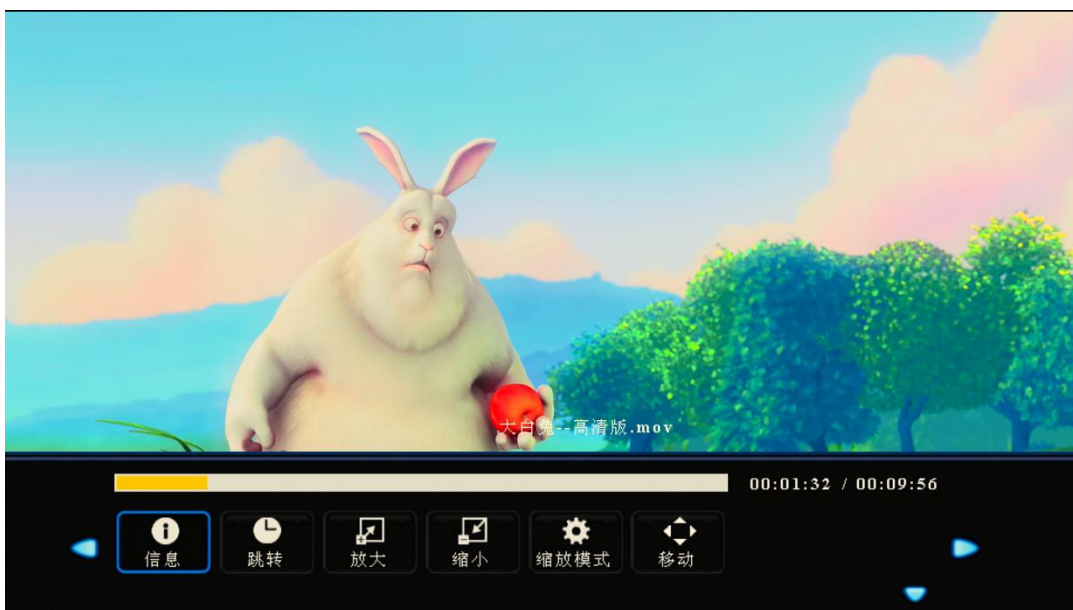 大白兔--高清版.mov
00:01:32 / 00:09:56
信息
跳转
放大
缩小
缩放模式
移动